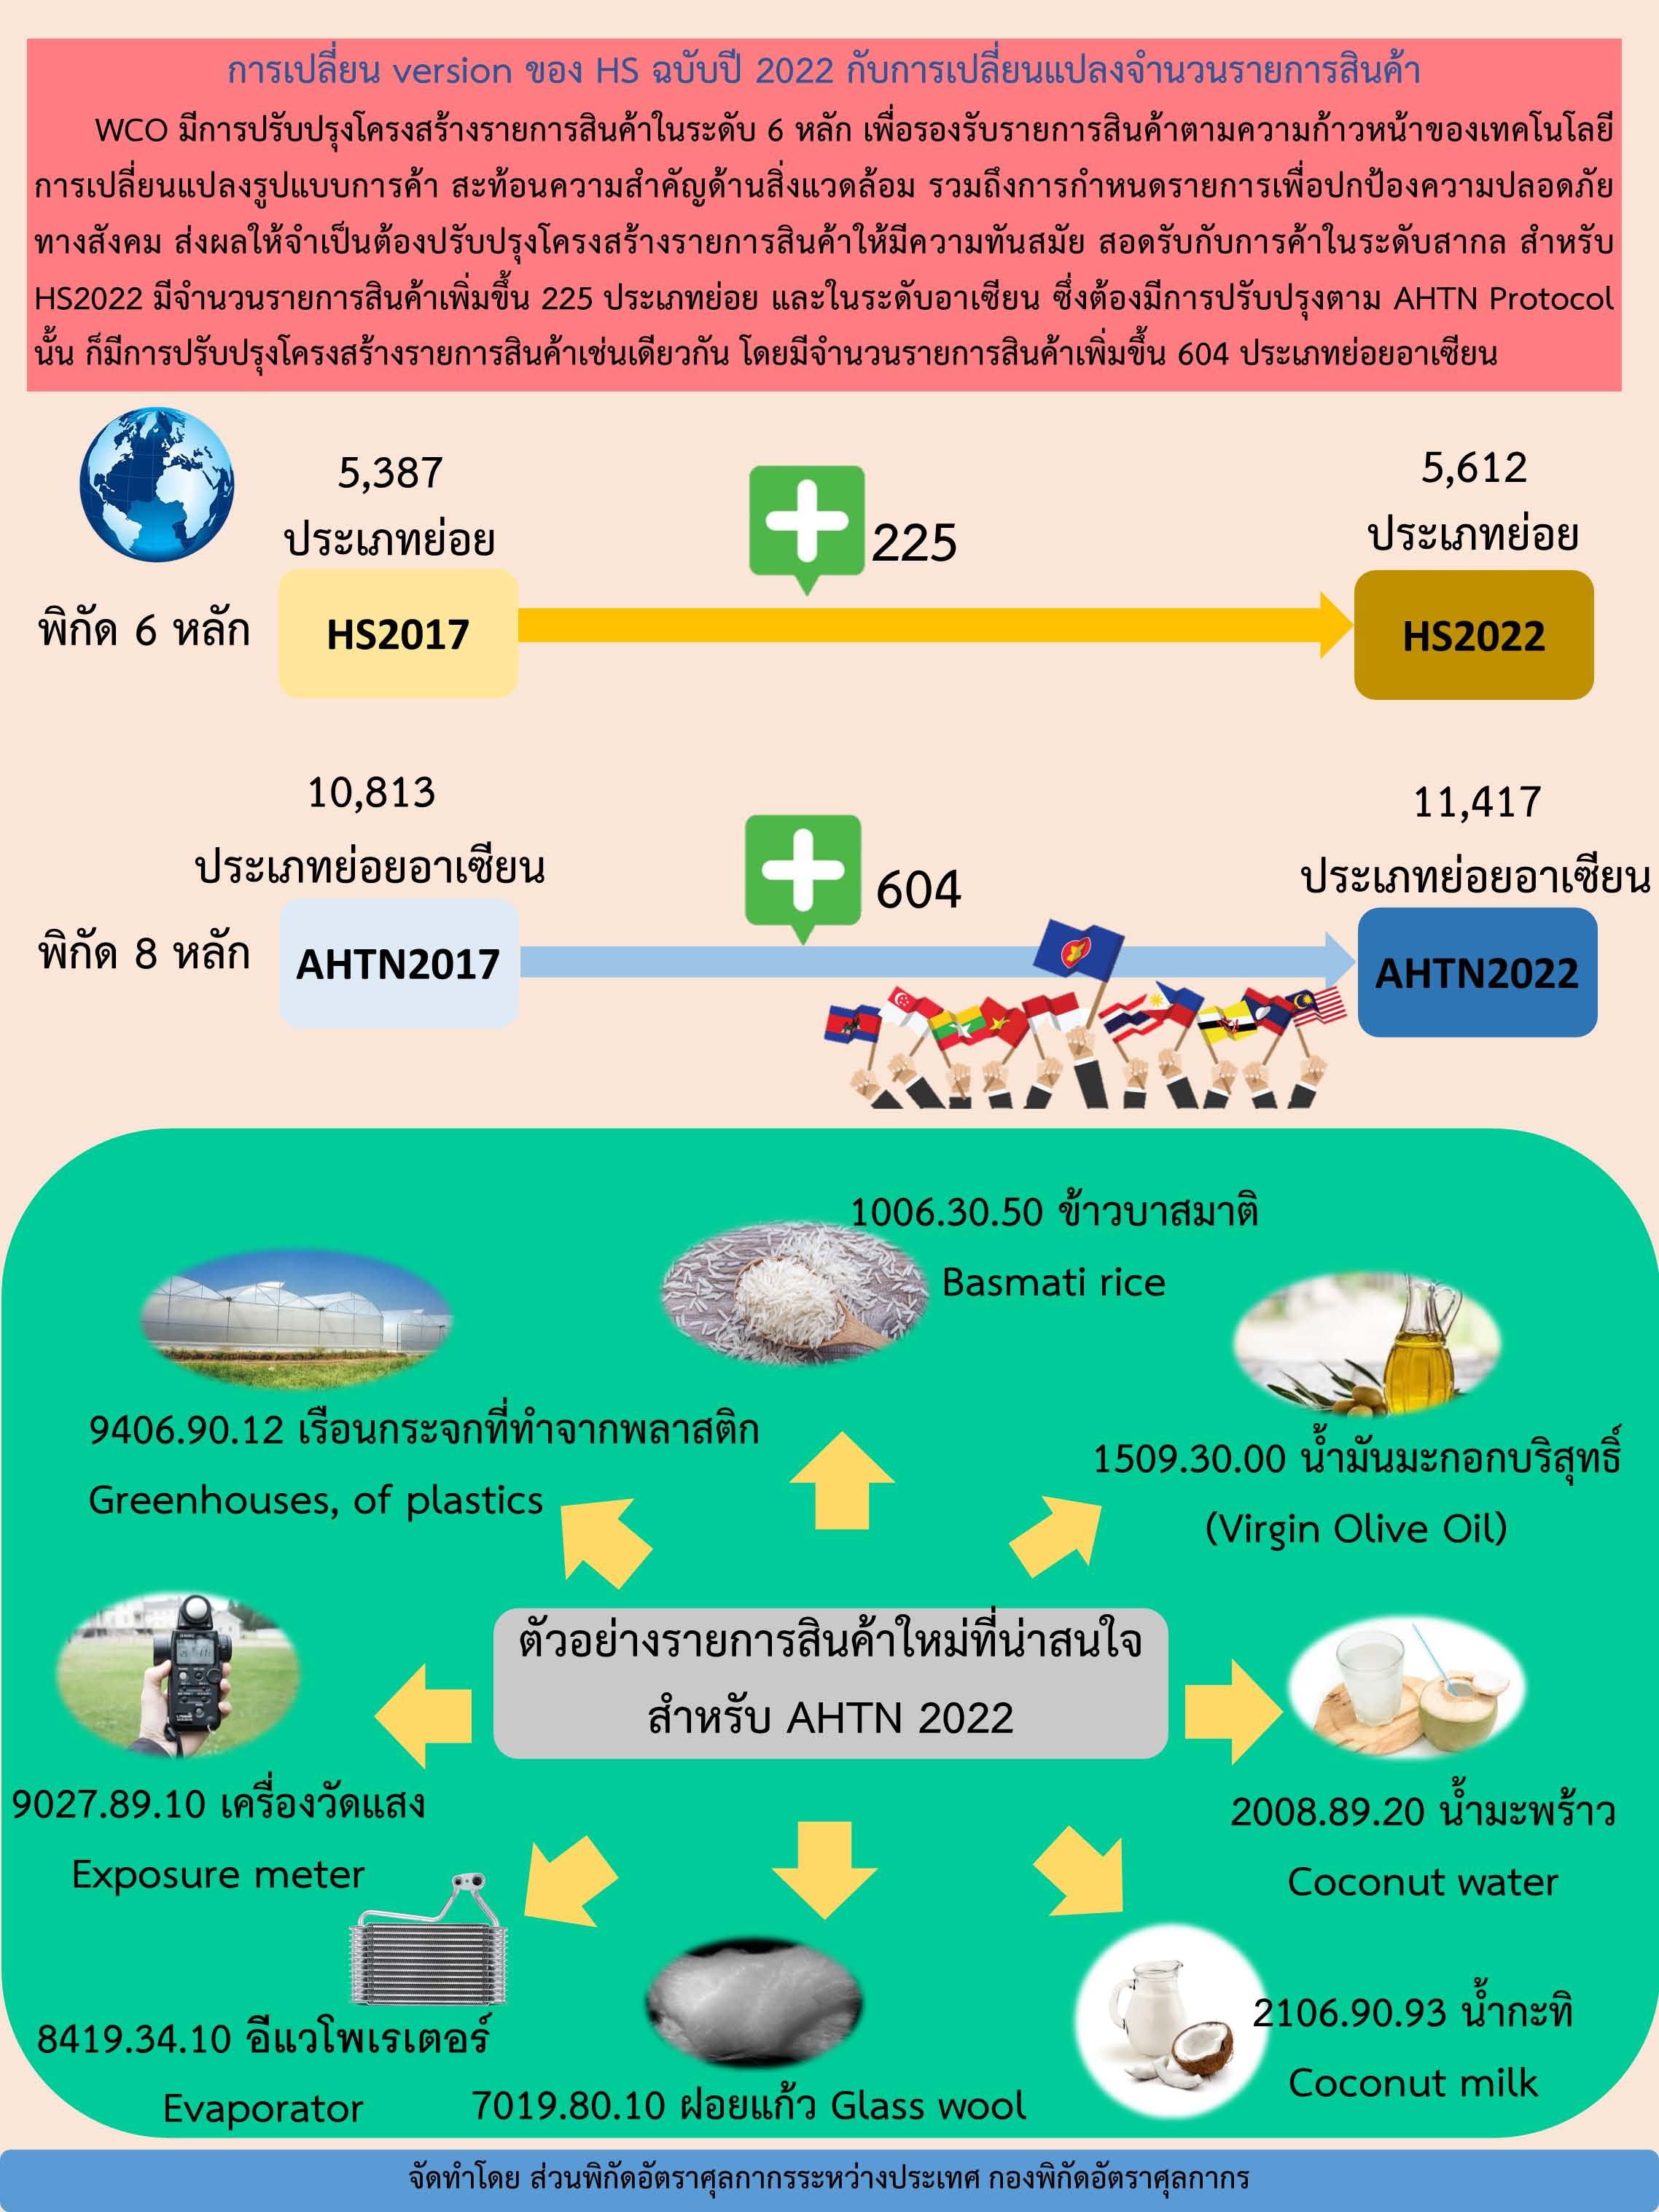 การเปลี่ยน version ของ HS ฉบับปี 2022 กับการเปลี่ยนแปลงจำนวนรายการสินค้า
WCO มีการปรับปรุงโครงสร้างรายการสินค้าในระดับ 6 หลัก เพื่อรองรับรายการสินค้าตามความก้าวหน้าของเทคโนโลยี
การเปลี่ยนแปลงรูปแบบการค้า สะท้อนความสำคัญด้านสิ่งแวดล้อม รวมถึงการกำหนดรายการเพื่อปกป้องความปลอดภัย
ทางสังคม ส่งผลให้จำเป็นต้องปรับปรุงโครงสร้างรายการสินค้าให้มีความทันสมัย สอดรับกับการค้าในระดับสากล สำหรับ
HS2022 มีจำนวนรายการสินค้าเพิ่มขึ้น 225 ประเภทย่อย และในระดับอาเซียน ซึ่งต้องมีการปรับปรุงตาม AHTN Protocol
นั้น ก็มีการปรับปรุงโครงสร้างรายการสินค้าเช่นเดียวกัน โดยมีจำนวนรายการสินค้าเพิ่มขึ้น 604 ประเภทย่อยอาเซียน
5,387
ประเภทย่อย
225
5,612
ประเภทย่อย
พิกัด 6 หลัก
HS2017
HS2022
10,813
ประเภทย่อยอาเซียน
604
11,417
ประเภทย่อยอาเซียน
พิกัด 8 หลัก
AHTN2017
AHTN2022
1006.30.50 ข้าวบาสมาติ
Basmati rice
9406.90.12 เรือนกระจกที่ทำจากพลาสติก
Greenhouses, of plastics
1509.30.00 น้ำมันมะกอกบริสุทธิ์
(Virgin Olive Oil)
ตัวอย่างรายการสินค้าใหม่ที่น่าสนใจ
สำหรับ AHTN 2022
9027.89.10 เครื่องวัดแสง
Exposure meter
2008.89.20 น้ำมะพร้าว
Coconut water
8419.34.10 อีแวโพเรเตอร์
Evaporator
7019.80.10 ฝอยแก้ว Glass wool
2106.90.93 น้ำกะทิ
Coconut milk
จัดทำโดย ส่วนพิกัดอัตราศุลกากรระหว่างประเทศ กองพิกัดอัตราศุลกากร